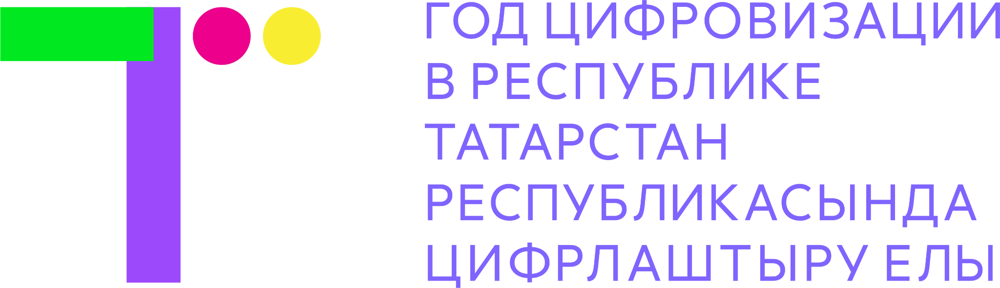 ГОД ЦИФРОВИЗАЦИИ
В РЕСПУБЛИКЕ
ТАТАРСТАН
РЕСПУБЛИКАСЫНДА
ЦИФРЛАШТЫРУ ЕЛЫ